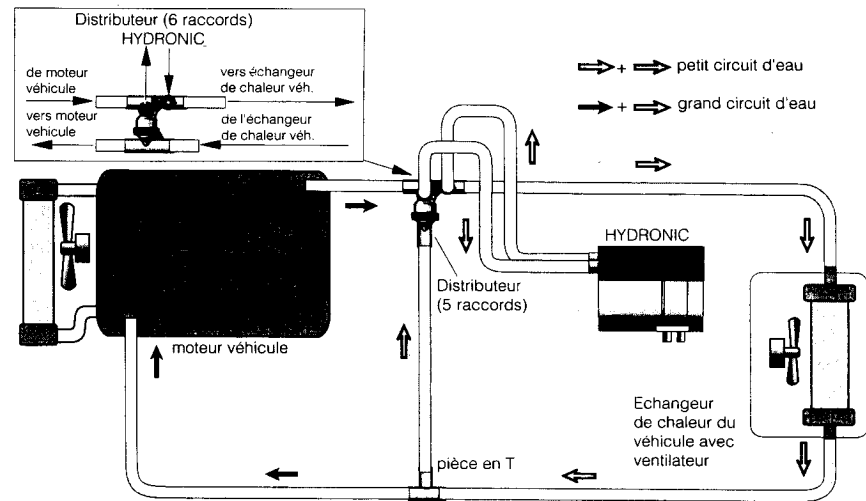 Distributeur (6 raccords)
HYDRONIC
de moteur
véhicule
vers échangeur
de chaleur véh.
vers moteur
vehicule
de l'échangeur
de chaleur véh.
+ petit circuit d'eau
+ grand circuit d'eau
HYDRONIC
Distributeur
(5 raccords)
moteur véhicule
Echangeur
de chaleur du
véhicule avec
ventilateur
pièce en T